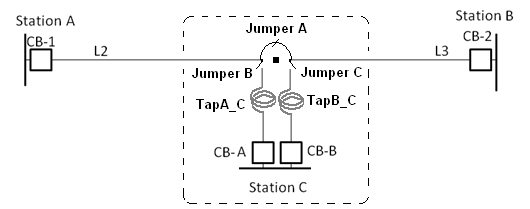 Station A
Station B
Jumper A
CB-1
CB-2
L2
L3
Jumper B
Jumper C
TapA_C
TapB_C
CB-A
CB-B
Station C